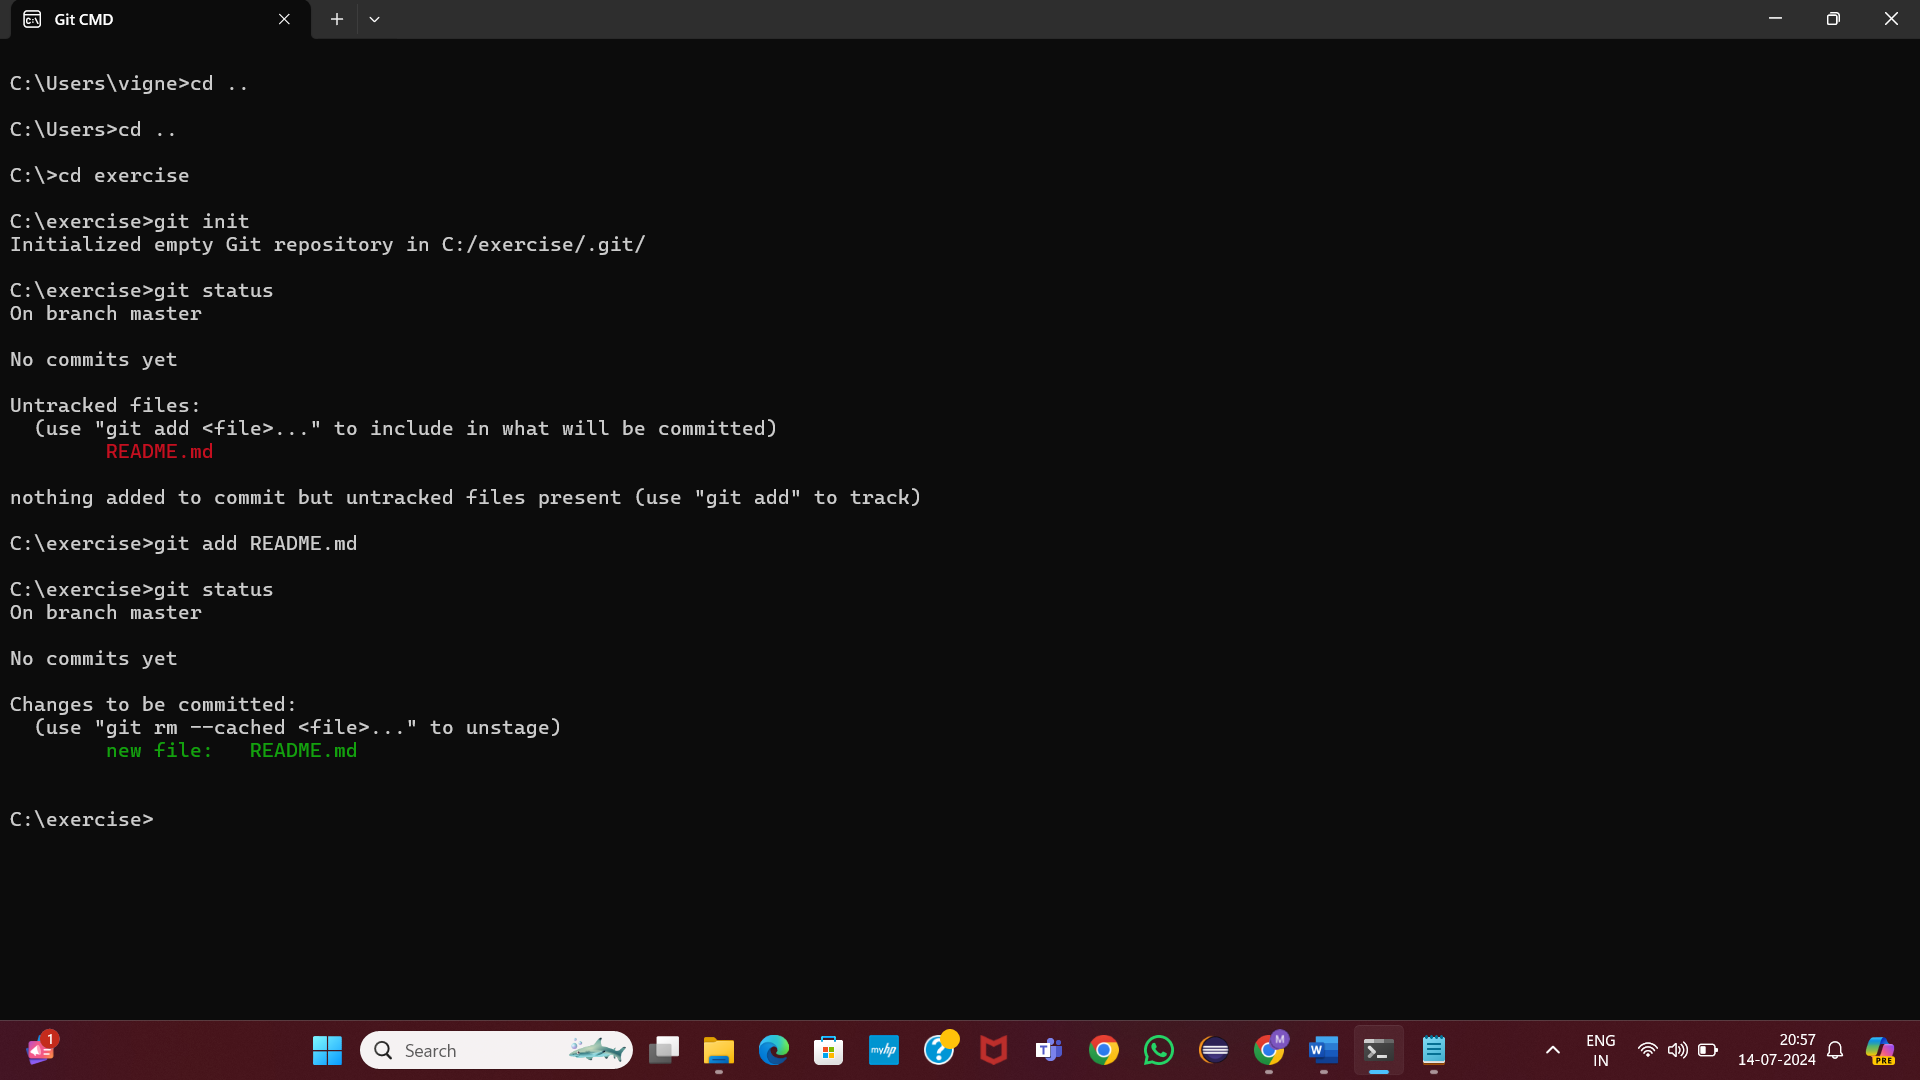 Git CMD
C:\Users\vigne>cd ..
C:\Users>cd ..
C:\>cd exercise
C:\exercise>git init
Initialized empty Git repository in C:/exercise/.git/
C:\exercise>git status
On branch master
No commits yet
Untracked files:
  (use "git add <file>..." to include in what will be committed)
        README.md
nothing added to commit but untracked files present (use "git add" to track)
C:\exercise>git add README.md
C:\exercise>git status
On branch master
No commits yet
Changes to be committed:
  (use "git rm --cached <file>..." to unstage)
        new file:   README.md
C:\exercise>
1
Search
myhp
?
T
M
W
ENG
IN
20:57
14-07-2024
PRE